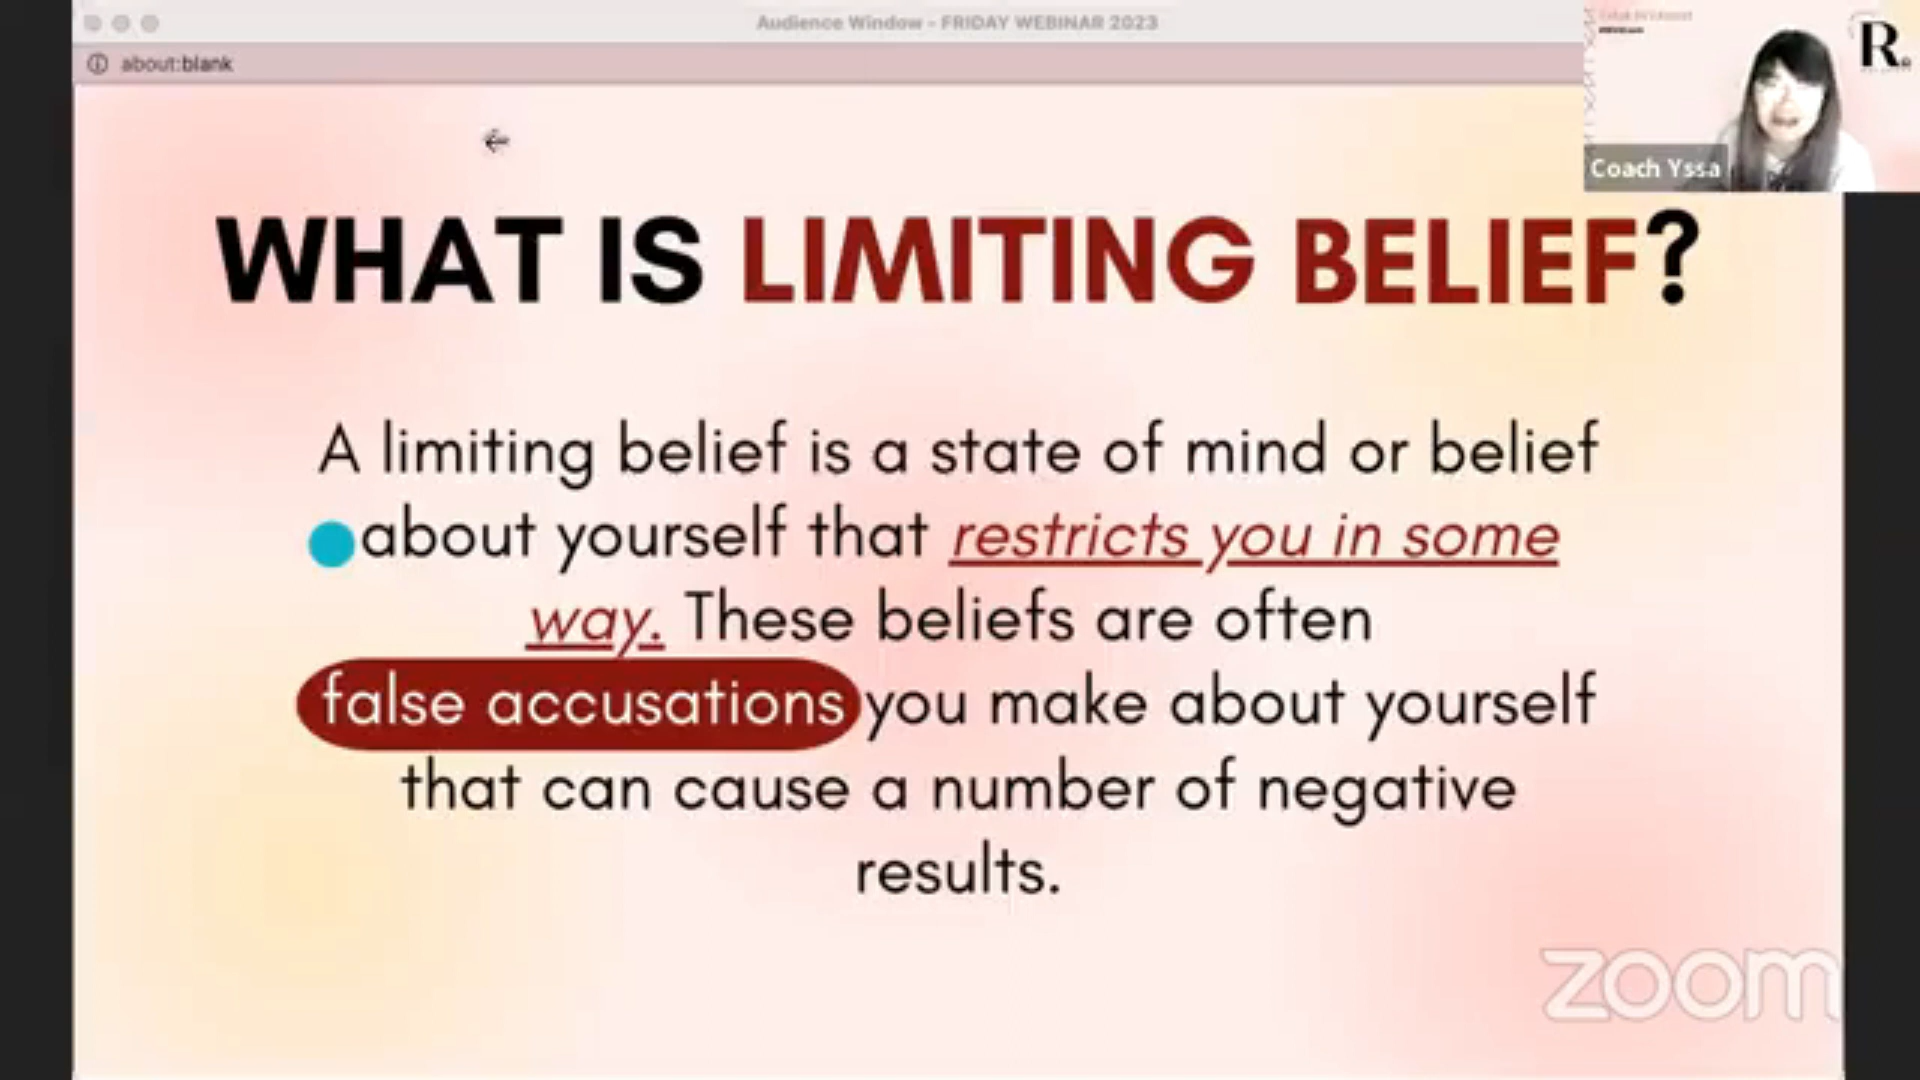 Audience Window - FRIDAY WEBINAR 2023
about:blank
R.
Coach Yssa
WHAT IS LIMITING BELIEF?
A limiting belief is a state of mind or belief
about yourself that restricts you in some
way. These beliefs are often
false accusations you make about yourself
that can cause a number of negative
results.
zoom